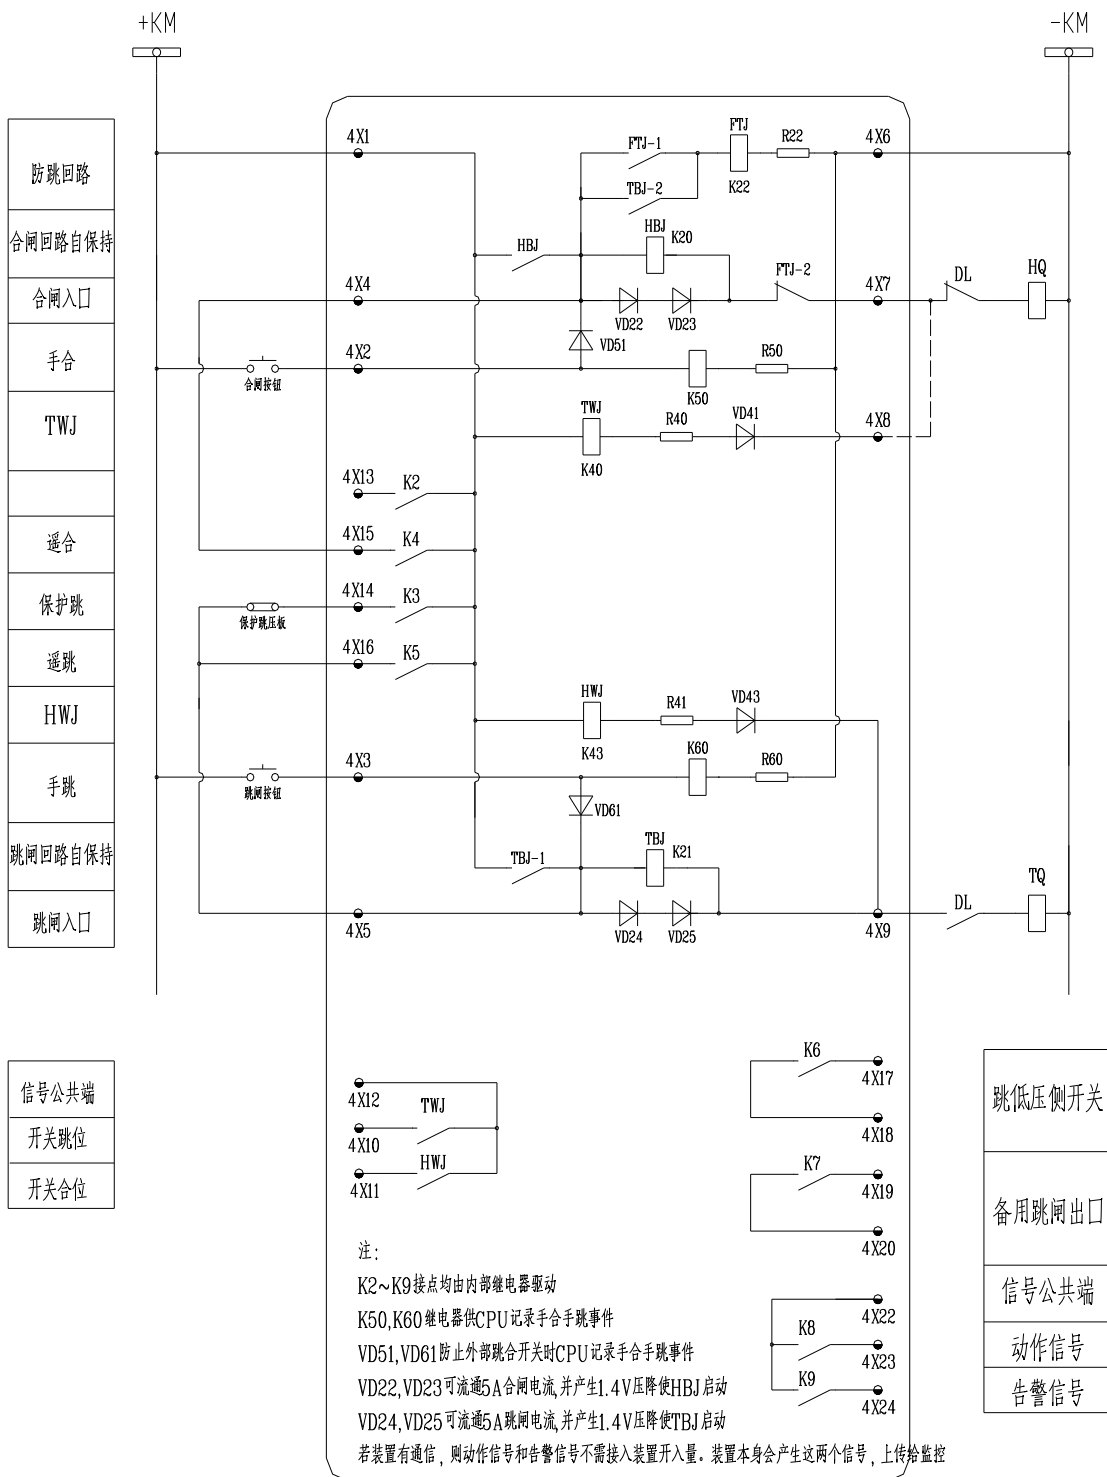 +KM
-KM
防跳回路
合闸回路自保持
合闸入口
手合
TWJ
遥合
保护跳
遥跳
HWJ
手跳
跳闸回路自保持
跳闸入口
4X1
FTJ-1
FTJ
R22
4X6
TBJ-2
K22
HBJ
HBJ
K20
FTJ-2
4X4
4X7
DL
HQ
VD22
VD23
VD51
4X2
R50
合闸按钮
K50
TWJ
R40
VD41
4X8
K40
4X13
K2
4X15
K4
4X14
K3
保护跳压板
4X16
K5
HWJ
R41
VD43
K43
4X3
K60
R60
跳闸按钮
VD61
TBJ-1
TBJ
K21
4X5
VD24
VD25
4X9
DL
TQ
信号公共端
开关跳位
开关合位
4X12
TWJ
4X10
HWJ
4X11
K6
4X17
4X18
K7
4X19
4X20
4X22
K8
4X23
K9
4X24
跳低压侧开关
备用跳闸出口
信号公共端
动作信号
告警信号
注:
K2~K9接点均由内部继电器驱动
K50,K60继电器供CPU记录手合手跳事件
VD51,VD61防止外部跳合开关时CPU记录手合手跳事件
VD22,VD23可流通5A合闸电流,并产生1.4V压降使HBJ启动
VD24,VD25可流通5A跳闸电流,并产生1.4V压降使TBJ启动
若装置有通信，则动作信号和告警信号不需接入装置开入量。装置本身会产生这两个信号，上传给监控